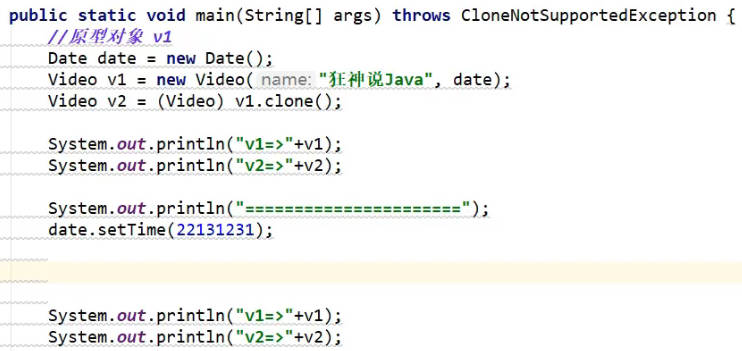 public static void main(String[] args) throws CloneNotSupportedException {
//原型对象 v1
Date date = new Date();
Video v1 = new Video( name: "狂神说Java", date);
Video v2 = (Video) v1.clone();
System.out.println("v1=>"+v1);
System.out.println("v2=>"+v2);
System.out.println("======================");
date.setTime(22131231);
System.out.println("v1=>"+v1);
System.out.println("v2=>"+v2);